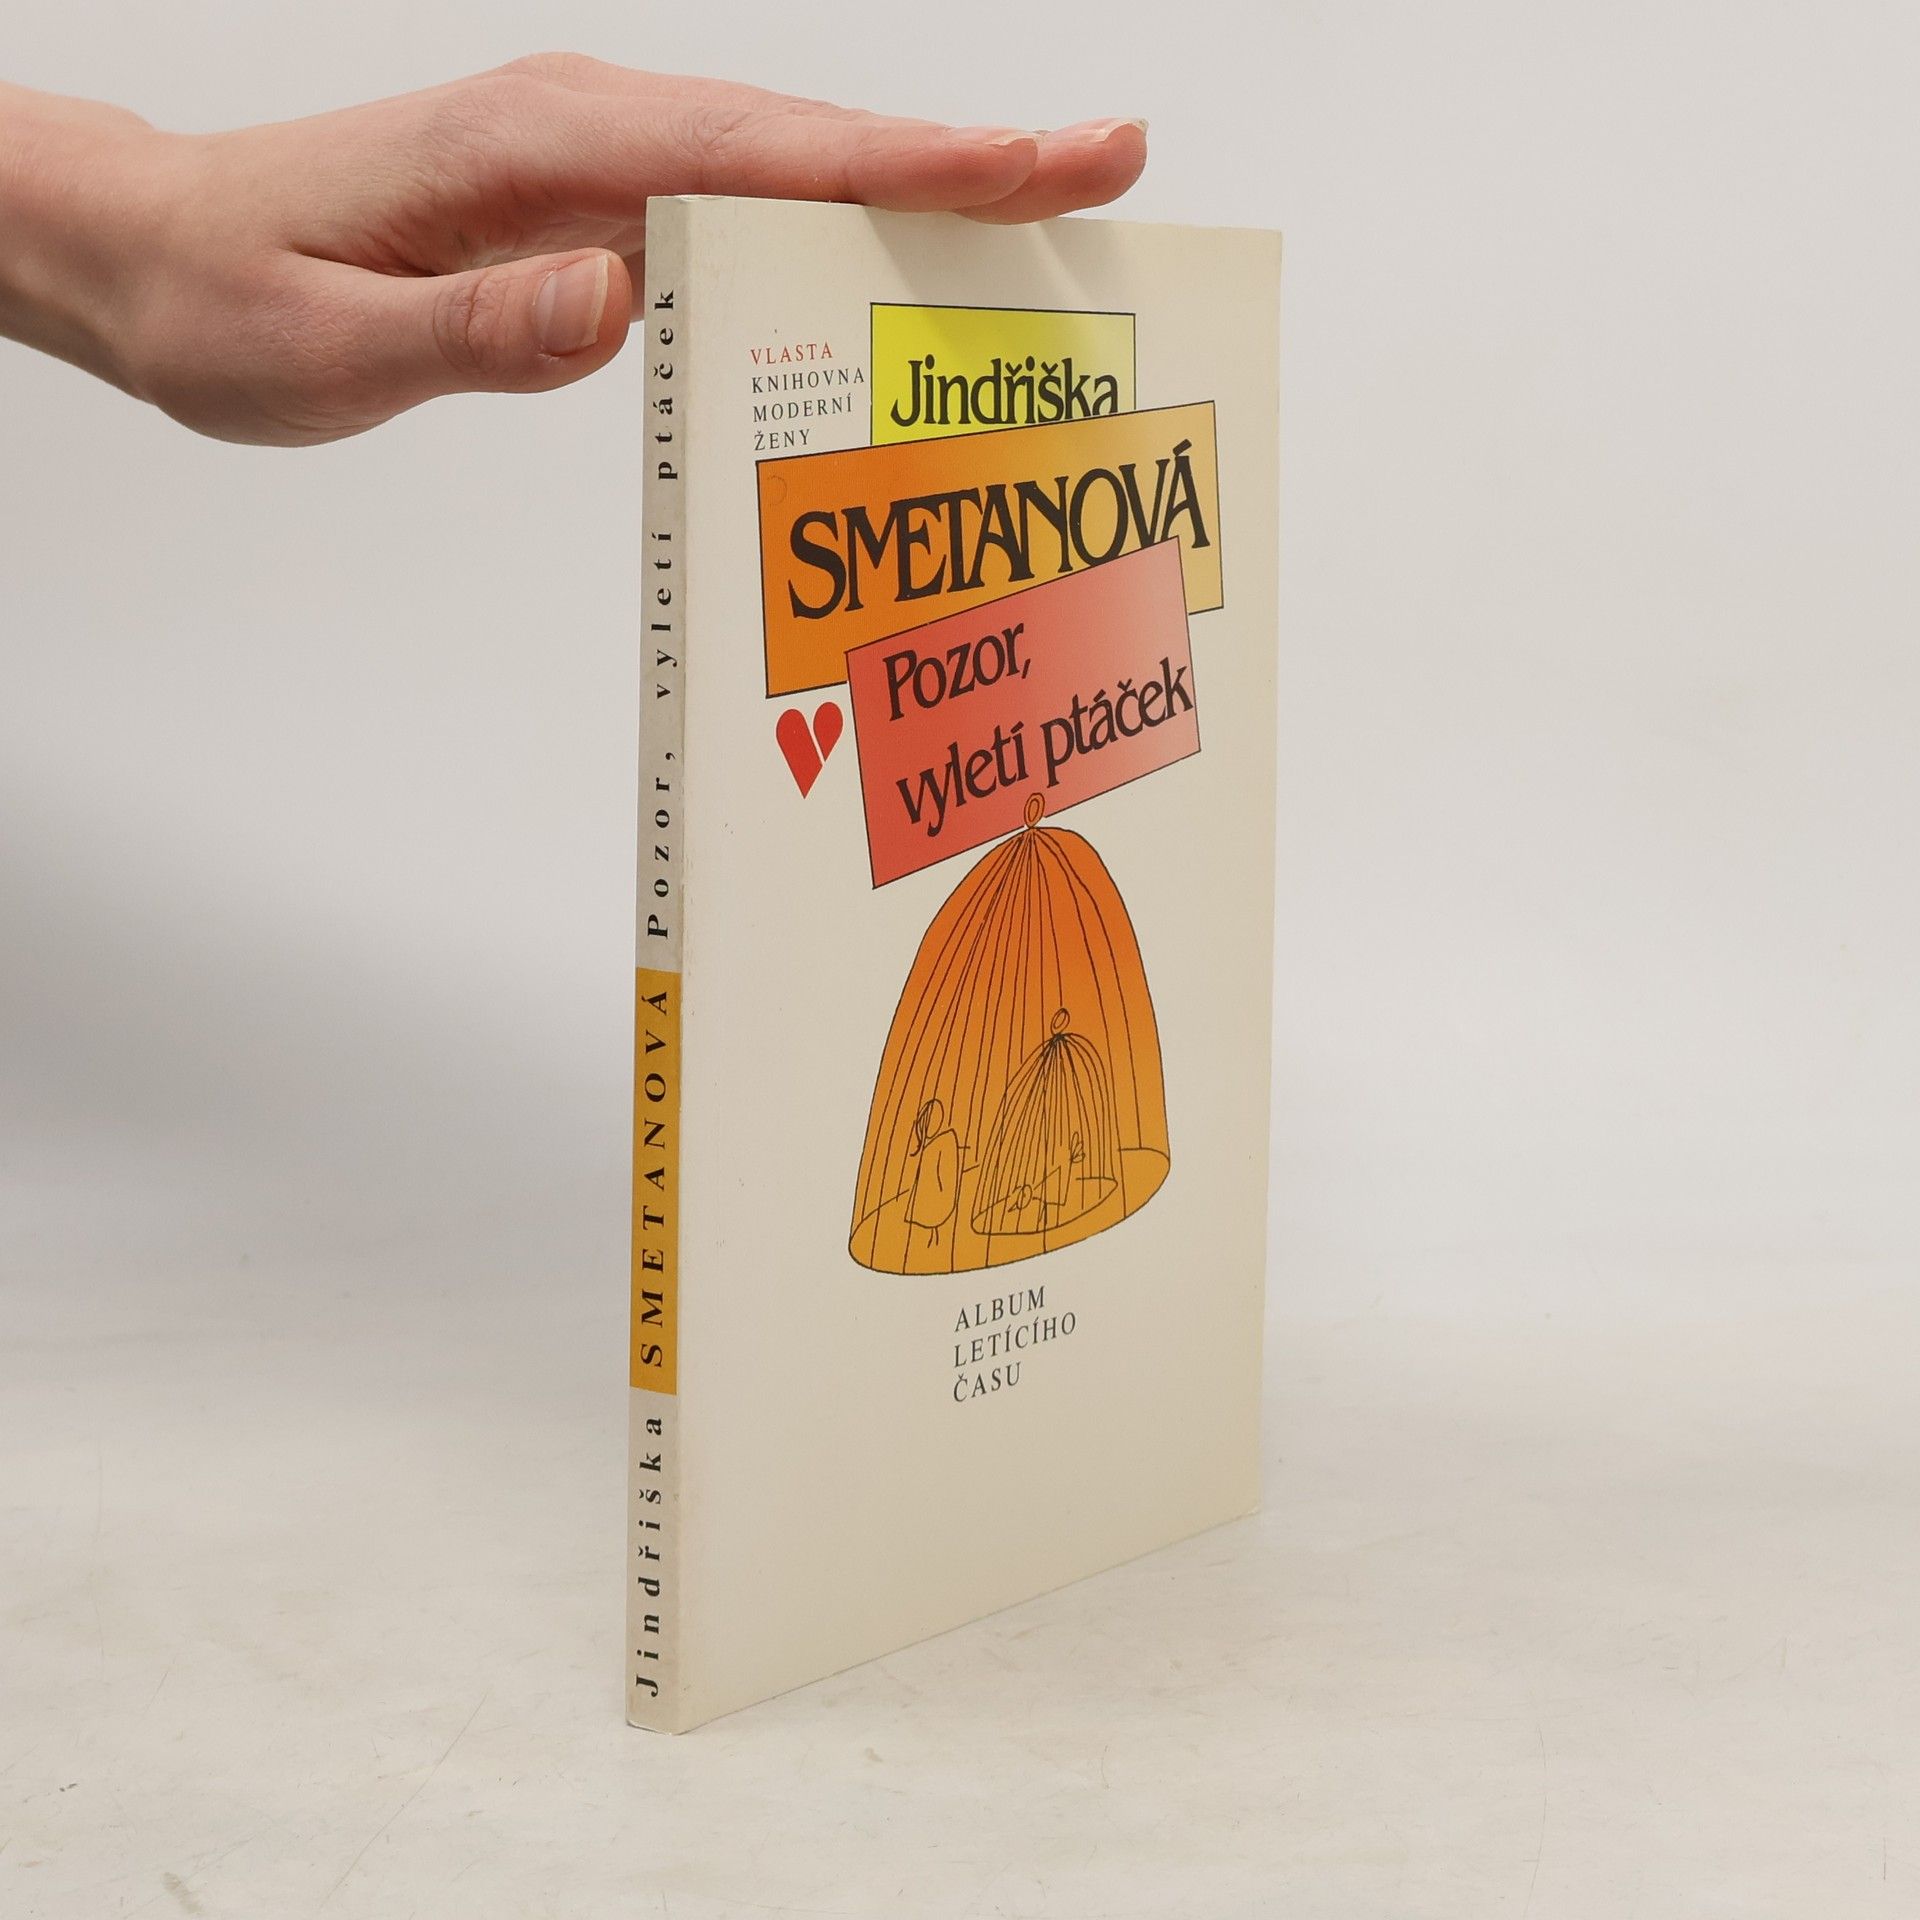 VLASTA
KNIHOVNA
MODERNÍ
ŽENY
Jindřiška
SMETANOVÁ
Pozor,
vyletí ptáček
ALBUM
LETÍCÍHO
ČASU
Jindřiška SMETANOVÁ Pozor, vyletí ptáček